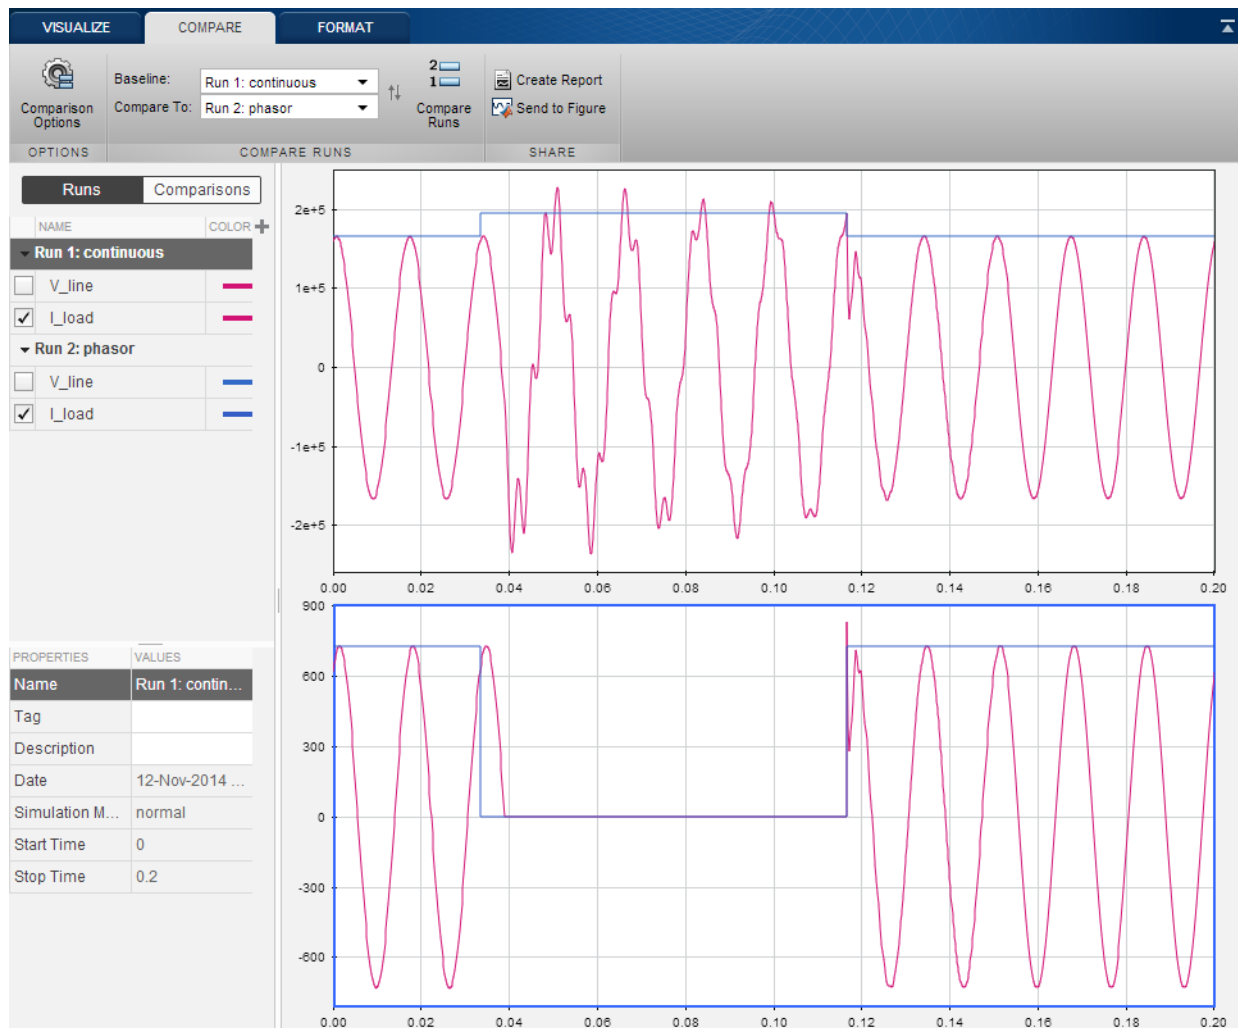 VISUALIZE COMPARE FORMAT
Comparison Options
Baseline: Run 1: continuous
Compare To: Run 2: phasor
2
1
Compare Runs
Create Report
Send to Figure
OPTIONS COMPARE RUNS SHARE
Runs Comparisons
NAME COLOR
Run 1: continuous
V_line
I_load
Run 2: phasor
V_line
I_load
PROPERTIES VALUES
Name Run 1: contin...
Tag
Description
Date 12-Nov-2014 ...
Simulation M... normal
Start Time 0
Stop Time 0.2
2e+5
1e+5
0
-1e+5
-2e+5
0.00 0.02 0.04 0.06 0.08 0.10 0.12 0.14 0.16 0.18 0.20
900
600
300
0
-300
-600
0.00 0.02 0.04 0.06 0.08 0.10 0.12 0.14 0.16 0.18 0.20